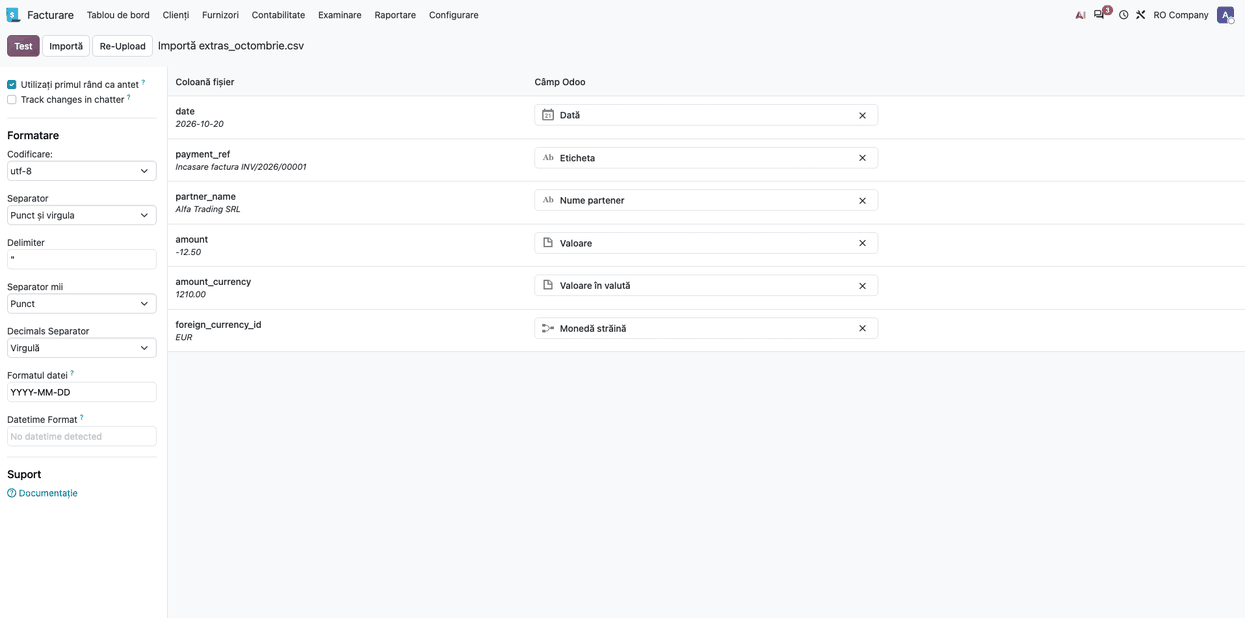 Facturare Tablou de bord Clienți Furnizori Contabilitate Examinare Raportare Configurare AI 3 RO Company A
Test Importă Re-Upload Importă extras_octombrie.csv
Utilizați primul rând ca antet ?
Track changes in chatter ?
Formatare
Codificare:
utf-8
Separator
Punct și virgula
Delimiter
"
Separator mii
Punct
Decimals Separator
Virgulă
Formatul datei ?
YYYY-MM-DD
Datetime Format ?
No datetime detected
Suport
? Documentație
Coloană fișier Câmp Odoo
date
2026-10-20
21 Dată
payment_ref
Incasare factura INV/2026/00001
Ab Eticheta
partner_name
Alfa Trading SRL
Ab Nume partener
amount
-12.50
Valoare
amount_currency
1210.00
Valoare în valută
foreign_currency_id
EUR
Monedă străină